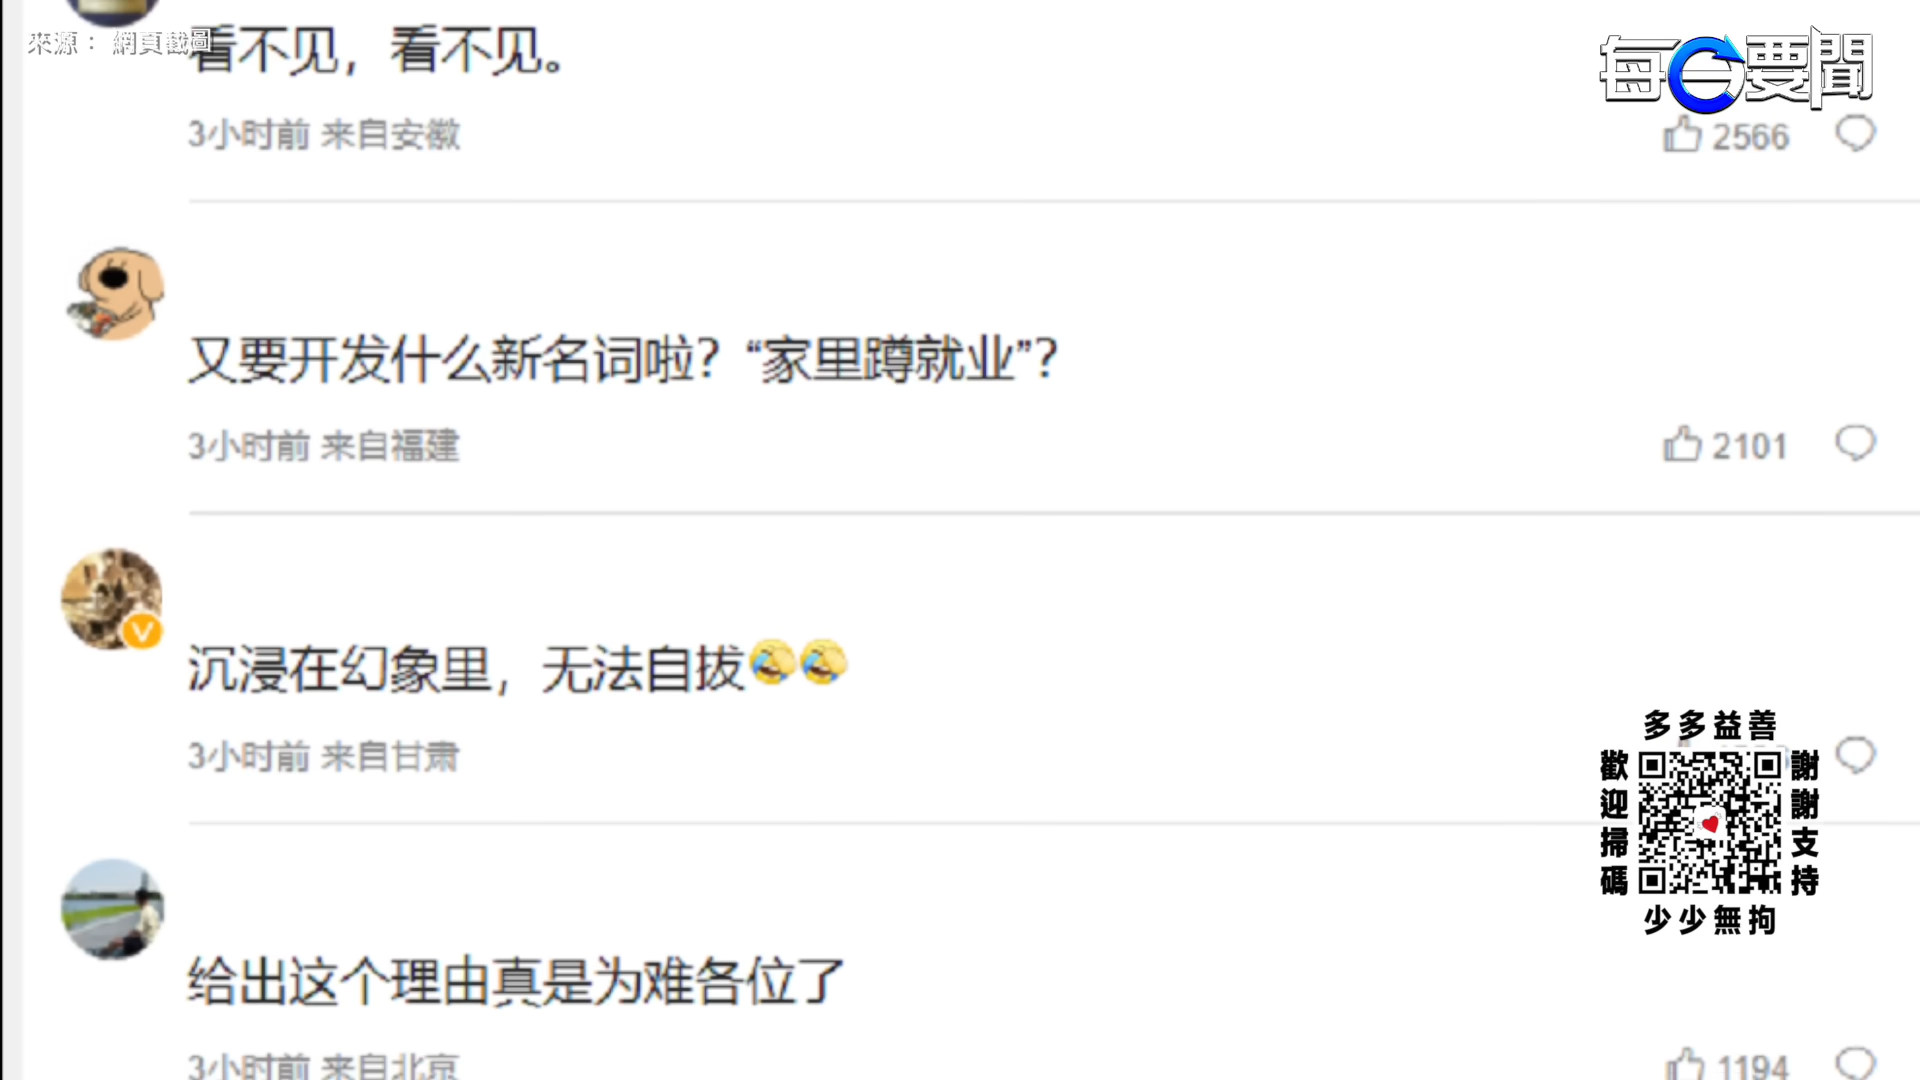 來源：網頁截圖
每日要聞
看不见，看不见。
3小时前 来自安徽
2566
又要开发什么新名词啦？“家里蹲就业”？
3小时前 来自福建
2101
沉浸在幻象里，无法自拔🤣🤣
3小时前 来自甘肃
多多益善
歡迎掃碼
謝謝支持
少少無拘
给出这个理由真是为难各位了
3小时前 来自北京
1194